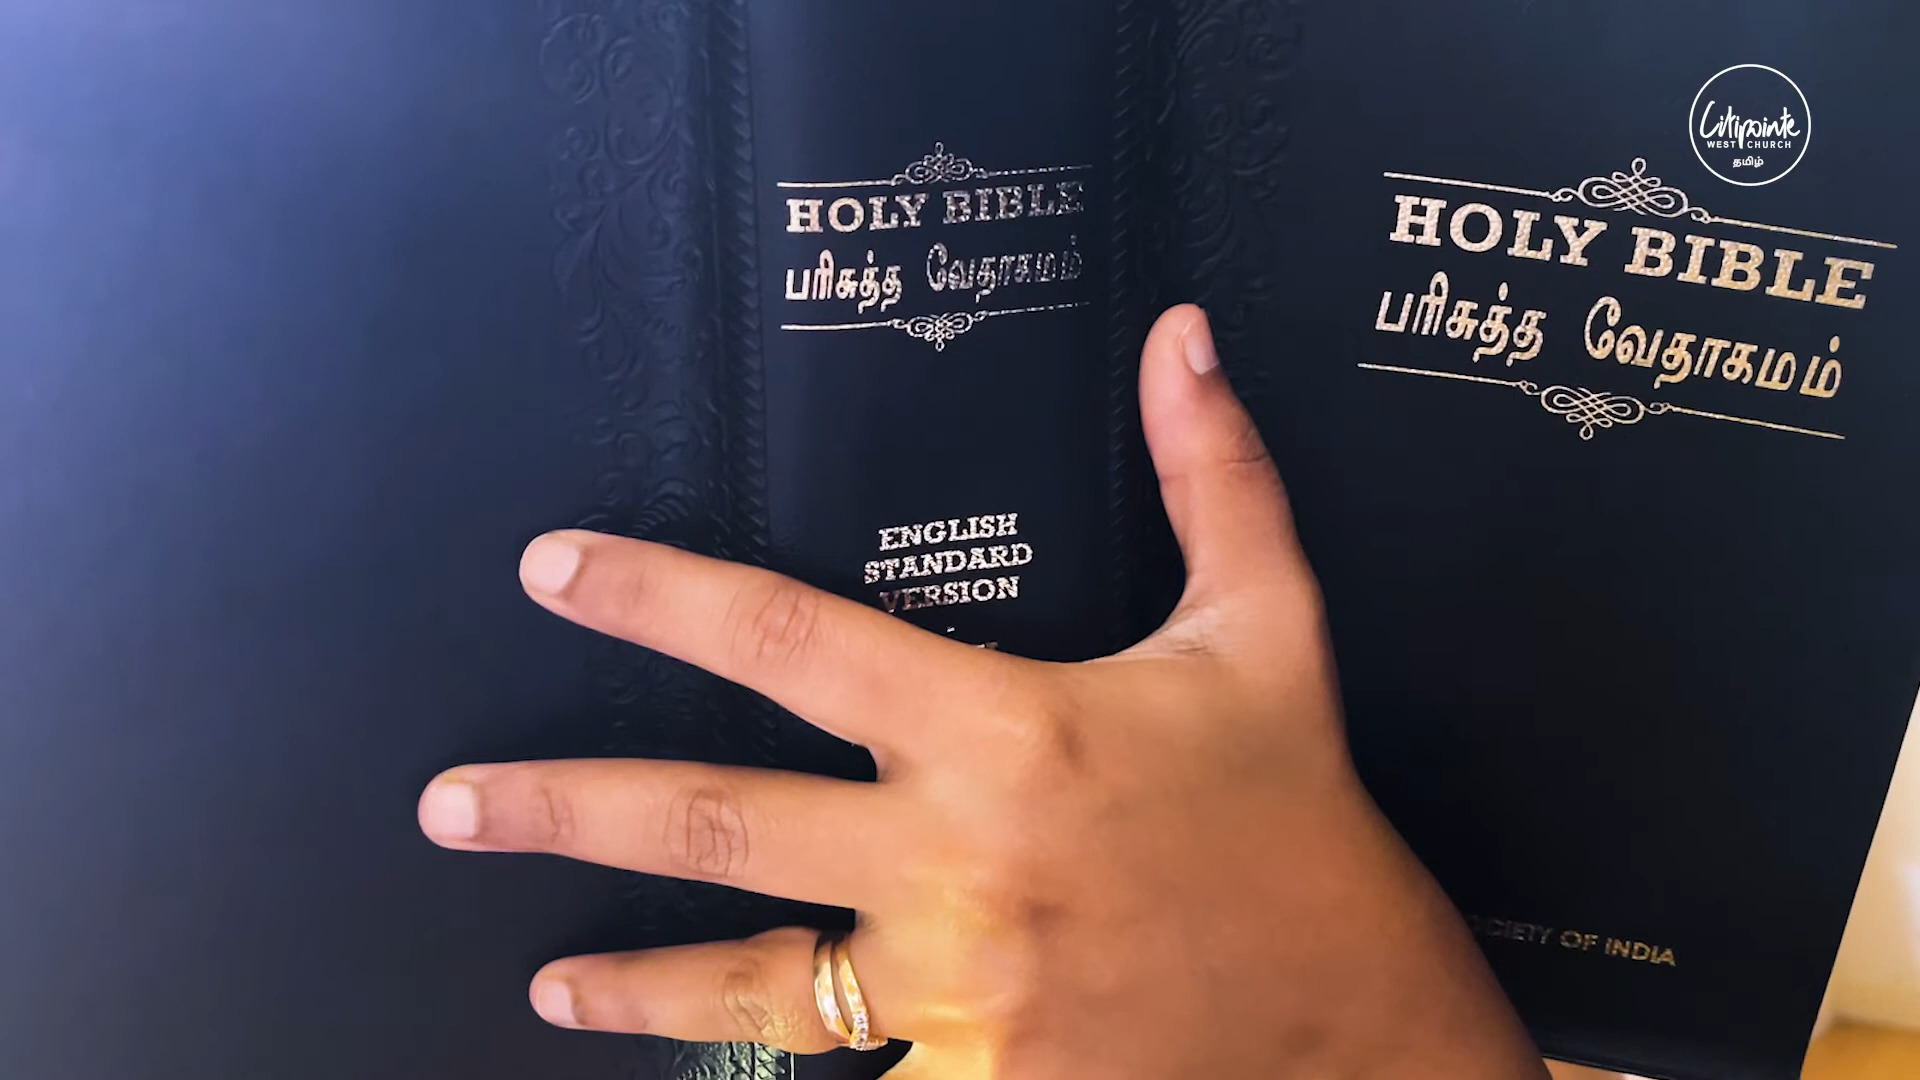 HOLY BIBLE
பரிசுத்த வேதாகமம்
ENGLISH
STANDARD
VERSION
HOLY BIBLE
பரிசுத்த வேதாகமம்
OF INDIA
Citipointe
WEST CHURCH
தமிழ்